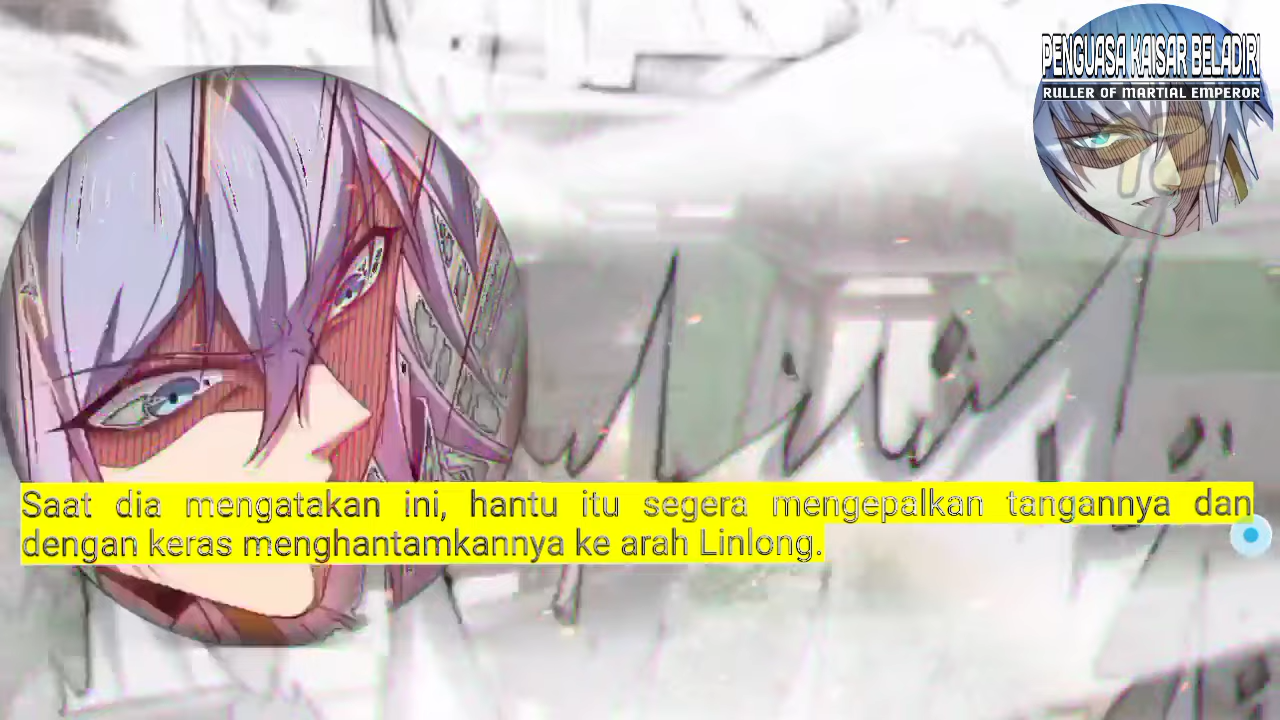 PENGUASA KAISAR BELADIRI
RULLER OF MARTIAL EMPEROR
Saat dia mengatakan ini, hantu itu segera mengepalkan tangannya dan
dengan keras menghantamkannya ke arah Linlong.